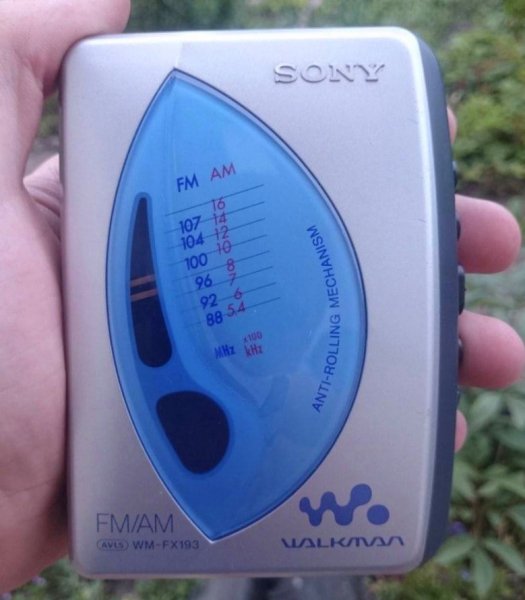 SONY
FM AM
16
107 14
104 12
10
100
8
96 7
92 6
88 5.4
x100
MHz kHz
ANTI-ROLLING MECHANISM
WALKMAN
FM/AM
AVLS WM-FX193